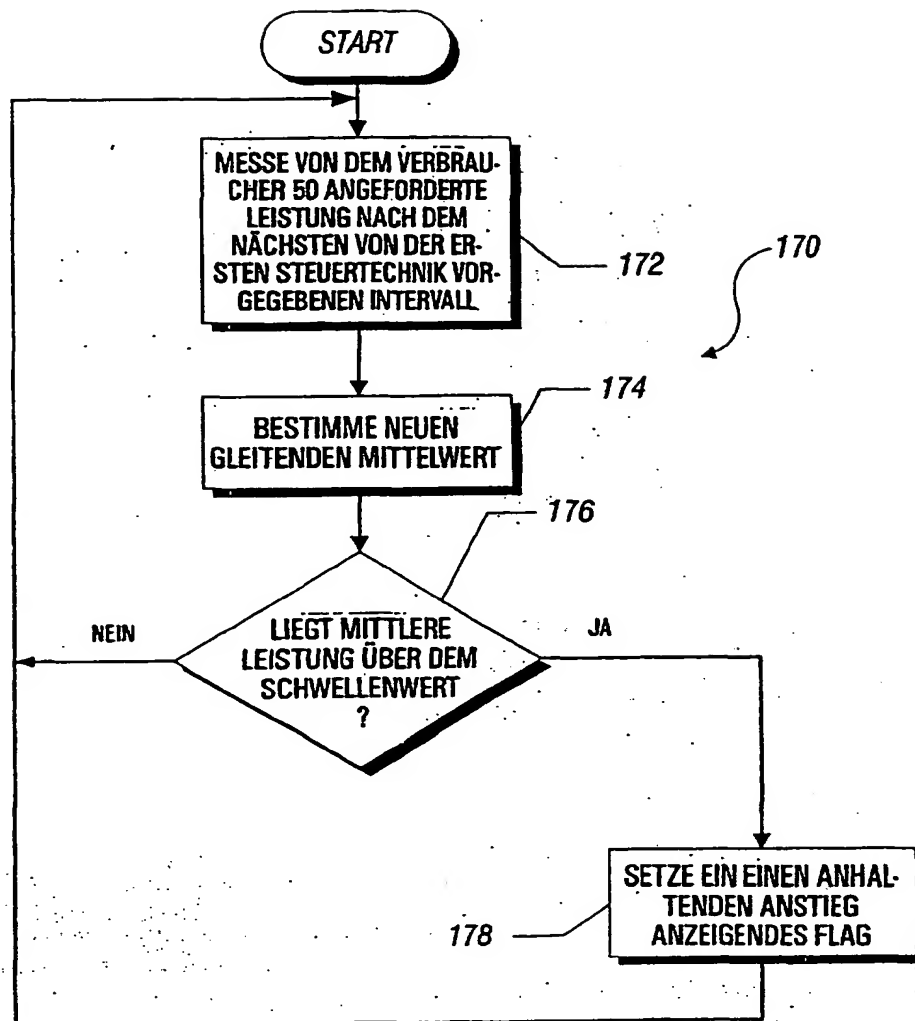 START
MESSE VON DEM VERBRAU-
CHER 50 ANGEFORDERTE
LEISTUNG NACH DEM
NÄCHSTEN VON DER ER-
STEN STEUERTECHNIK VOR-
GEGEBENEN INTERVALL
172
170
174
BESTIMME NEUEN
GLEITENDEN MITTELWERT
176
NEIN
LIEGT MITTLERE
LEISTUNG ÜBER DEM
SCHWELLENWERT
?
JA
SETZE EIN EINEN ANHAL-
TENDEN ANSTIEG
ANZEIGENDES FLAG
178